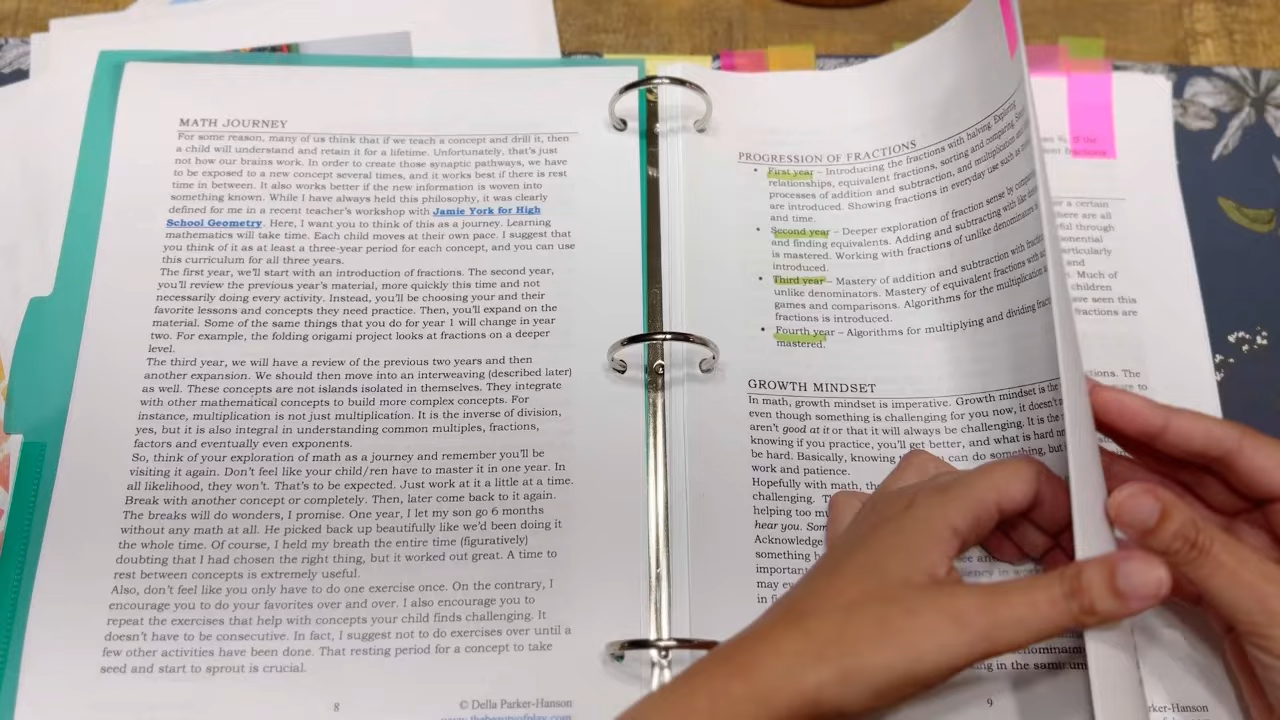 MATH JOURNEY
For some reason, many of us think that if we teach a concept and drill it, then
a child will understand and retain it for a lifetime. Unfortunately, that's just
not how our brains work. In order to create those synaptic pathways, we have
to be exposed to a new concept several times, and it works best if there is rest
time in between. It also works better if the new information is woven into
something known. While I have always held this philosophy, it was clearly
defined for me in a recent teacher's workshop with Jamie York for High
School Geometry. Here, I want you to think of this as a journey. Learning
mathematics will take time. Each child moves at their own pace. I suggest that
you think of it as at least a three-year period for each concept, and you can use
this curriculum for all three years.
The first year, we'll start with an introduction of fractions. The second year,
you'll review the previous year's material, more quickly this time and not
necessarily doing every activity. Instead, you'll be choosing your and their
favorite lessons and concepts they need practice. Then, you'll expand on the
material. Some of the same things that you do for year 1 will change in year
two. For example, the folding origami project looks at fractions on a deeper
level.
The third year, we will have a review of the previous two years and then
another expansion. We should then move into an interweaving (described later)
as well. These concepts are not islands isolated in themselves. They integrate
with other mathematical concepts to build more complex concepts. For
instance, multiplication is not just multiplication. It is the inverse of division,
yes, but it is also integral in understanding common multiples, fractions,
factors and eventually even exponents.
So, think of your exploration of math as a journey and remember you'll be
visiting it again. Don't feel like your child/ren have to master it in one year. In
all likelihood, they won't. That's to be expected. Just work at it a little at a time.
Break with another concept or completely. Then, later come back to it again.
The breaks will do wonders, I promise. One year, I let my son go 6 months
without any math at all. He picked back up beautifully like we'd been doing it
the whole time. Of course, I held my breath the entire time (figuratively)
doubting that I had chosen the right thing, but it worked out great. A time to
rest between concepts is extremely useful.
Also, don't feel like you only have to do one exercise once. On the contrary, I
encourage you to do your favorites over and over. I also encourage you to
repeat the exercises that help with concepts your child finds challenging. It
doesn't have to be consecutive. In fact, I suggest not to do exercises over until a
few other activities have been done. That resting period for a concept to take
seed and start to sprout is crucial.
8
© Della Parker-Hanson
PROGRESSION OF FRACTIONS
• First year – Introducing the fractions with halving. Exploring
relationships, equivalent fractions, sorting and comparing.
processes of addition and subtraction, and multiplication and
are introduced. Showing fractions in everyday use such as
and time.
• Second year – Deeper exploration of fraction sense by
and finding equivalents. Adding and subtracting with like
is mastered. Working with fractions of unlike denominators
introduced.
• Third year – Mastery of addition and subtraction with
unlike denominators. Mastery of equivalent fractions with
games and comparisons. Algorithms for the multiplication
fractions is introduced.
• Fourth year – Algorithms for multiplying and dividing
mastered.
GROWTH MINDSET
In math, growth mindset is imperative. Growth mindset is the
even though something is challenging for you now, it doesn't
aren't good at it or that it will always be challenging. It is the
knowing if you practice, you'll get better, and what is hard
be hard. Basically, knowing you can do something, but
work and patience.
Hopefully with math,
challenging.
helping too
hear you.
Acknowledge
something
important
may
in
in the
9
if the
fractions
er a certain
here are all
ful through
and
Much of
children
ave seen this
fractions are
The
to